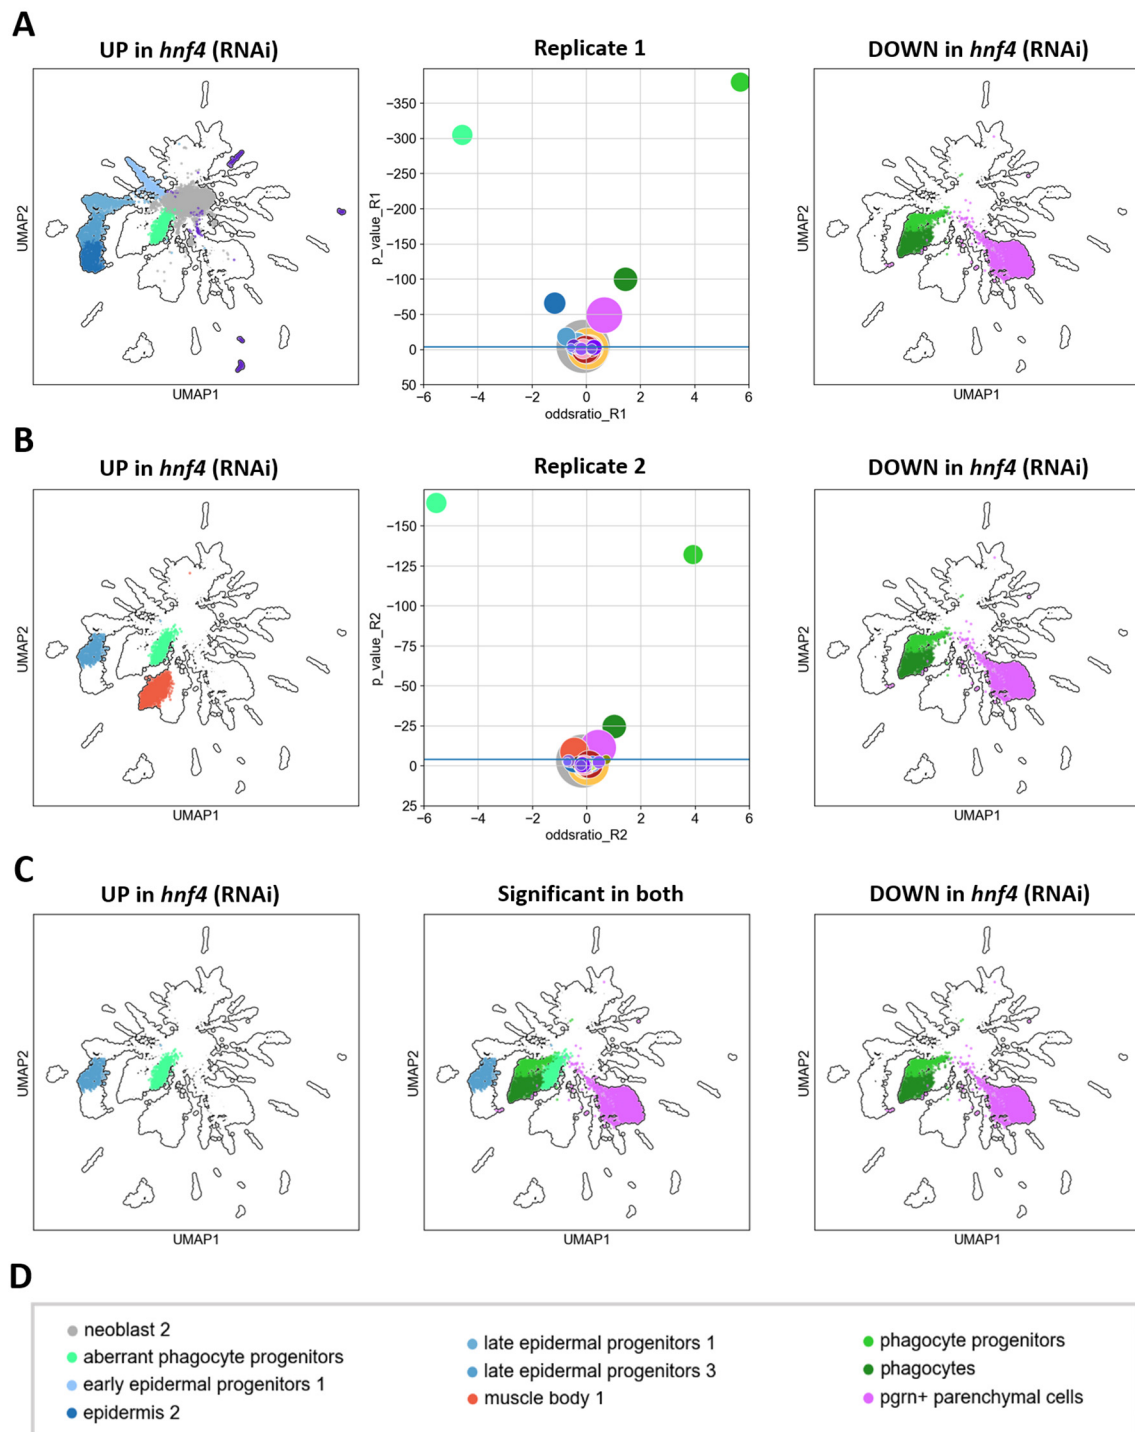 A
UP in hnf4 (RNAi)
Replicate 1
DOWN in hnf4 (RNAi)
UMAP2
UMAP1
p_value_R1
−350
−300
−250
−200
−150
−100
−50
0
50
−6
−4
−2
0
2
4
6
oddsratio_R1
UMAP2
UMAP1
B
UP in hnf4 (RNAi)
Replicate 2
DOWN in hnf4 (RNAi)
UMAP2
UMAP1
p_value_R2
−150
−125
−100
−75
−50
−25
0
25
−6
−4
−2
0
2
4
6
oddsratio_R2
UMAP2
UMAP1
C
UP in hnf4 (RNAi)
Significant in both
DOWN in hnf4 (RNAi)
UMAP2
UMAP1
UMAP2
UMAP1
UMAP2
UMAP1
D
neoblast 2
aberrant phagocyte progenitors
early epidermal progenitors 1
epidermis 2
late epidermal progenitors 1
late epidermal progenitors 3
muscle body 1
phagocyte progenitors
phagocytes
pgrn+ parenchymal cells